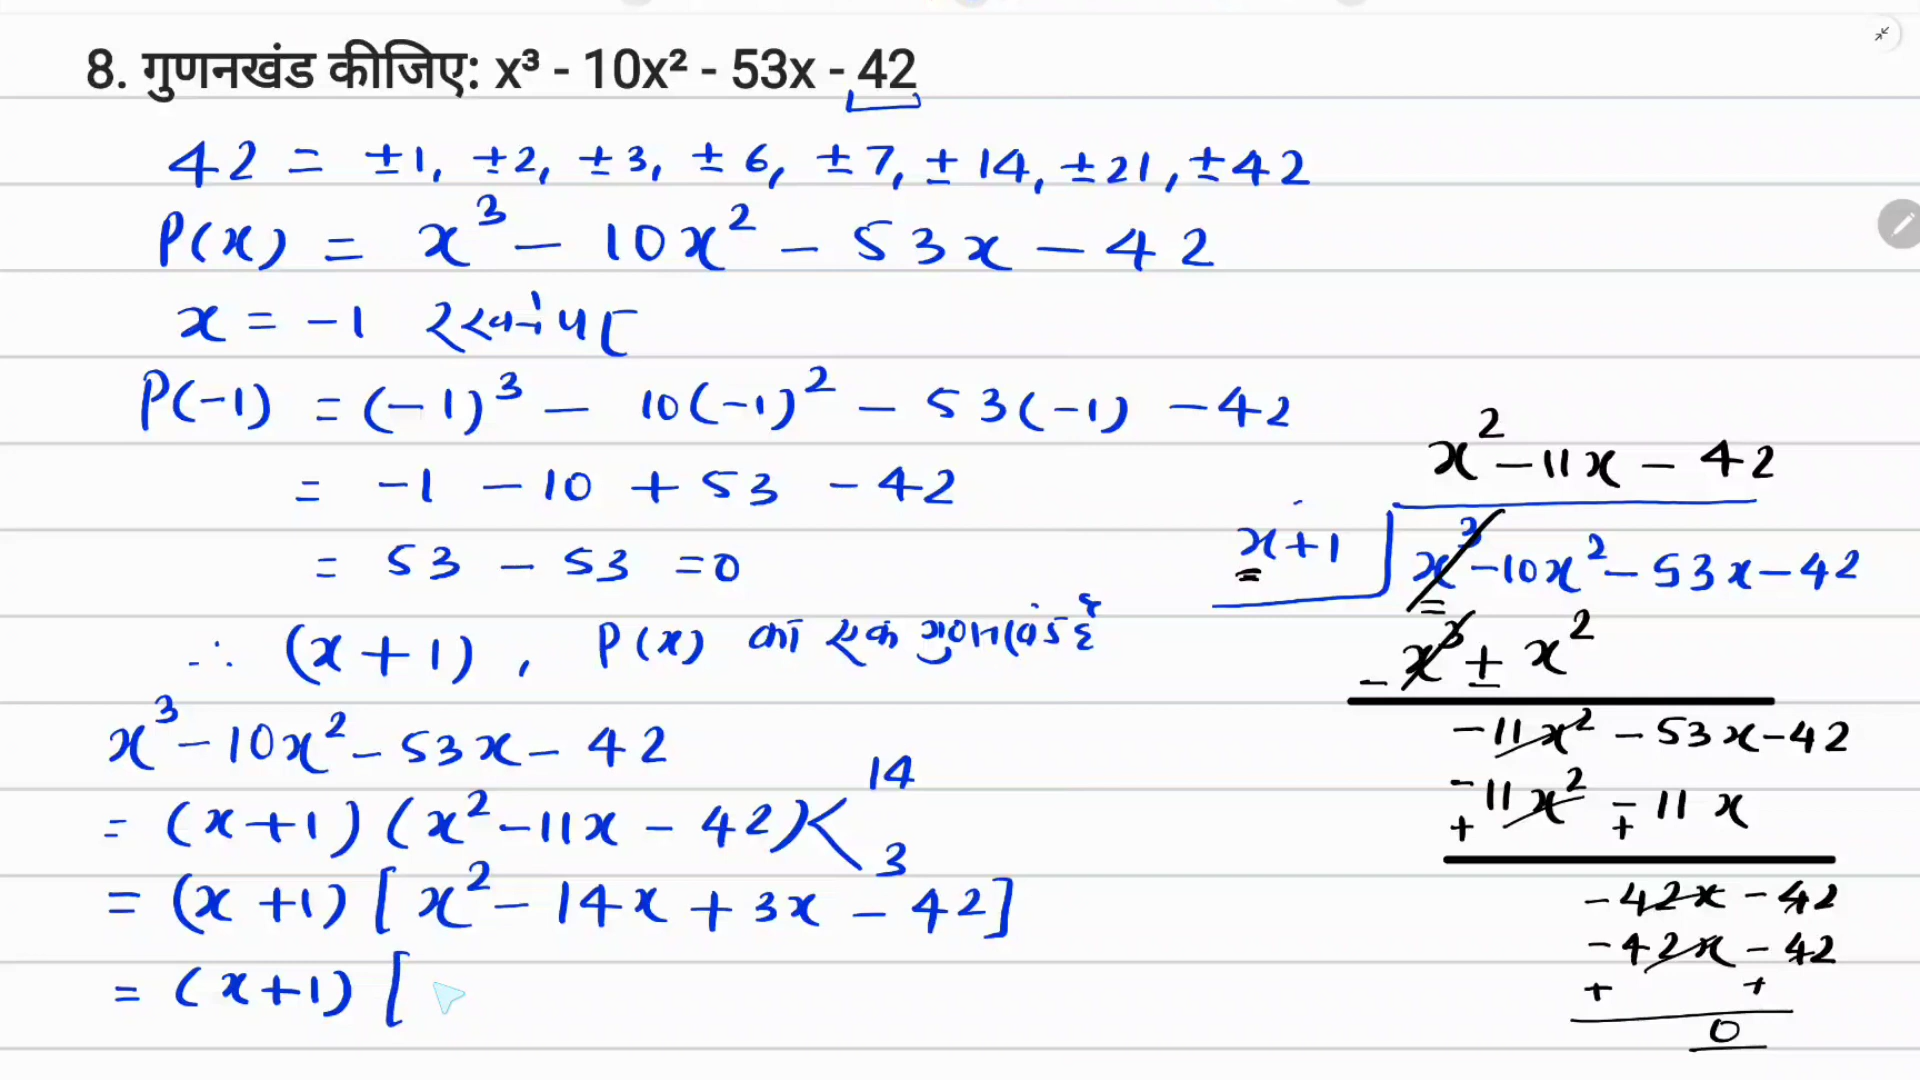 8. गुणनखंड कीजिए: x³ - 10x² - 53x - 42
42 = ±1, ±2, ±3, ±6, ±7, ±14, ±21, ±42
P(x) = x³ - 10x² - 53x - 42
x = -1 रखने पर
P(-1) = (-1)³ - 10(-1)² - 53(-1) - 42
= -1 - 10 + 53 - 42
= 53 - 53 = 0
∴ (x+1), P(x) का एक गुणनखंड है
x³ - 10x² - 53x - 42
= (x+1) (x² - 11x - 42) < 14 3
= (x+1) [x² - 14x + 3x - 42]
= (x+1) [
x² - 11x - 42
x+1 x³ - 10x² - 53x - 42
- x³ ± x²
-11x² - 53x - 42
-11x² - 11x
+ +
-42x - 42
-42x - 42
+ +
0